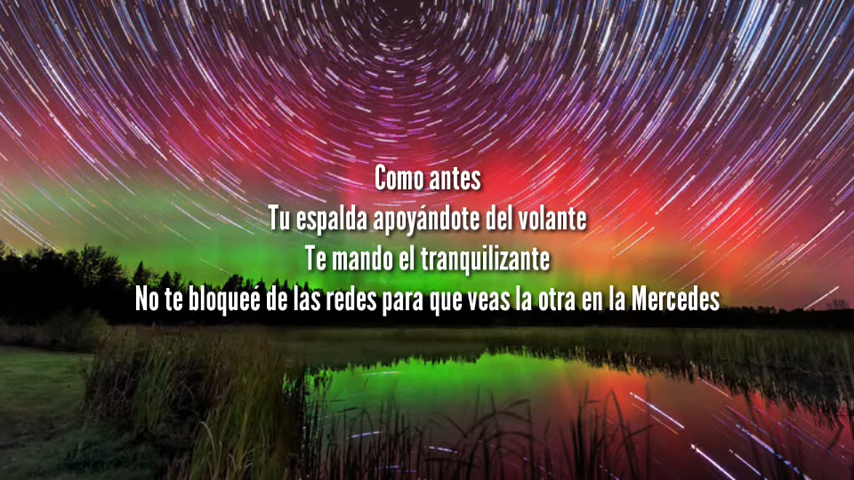 Como antes
Tu espalda apoyándote del volante
Te mando el tranquilizante
No te bloqueé de las redes para que veas la otra en la Mercedes